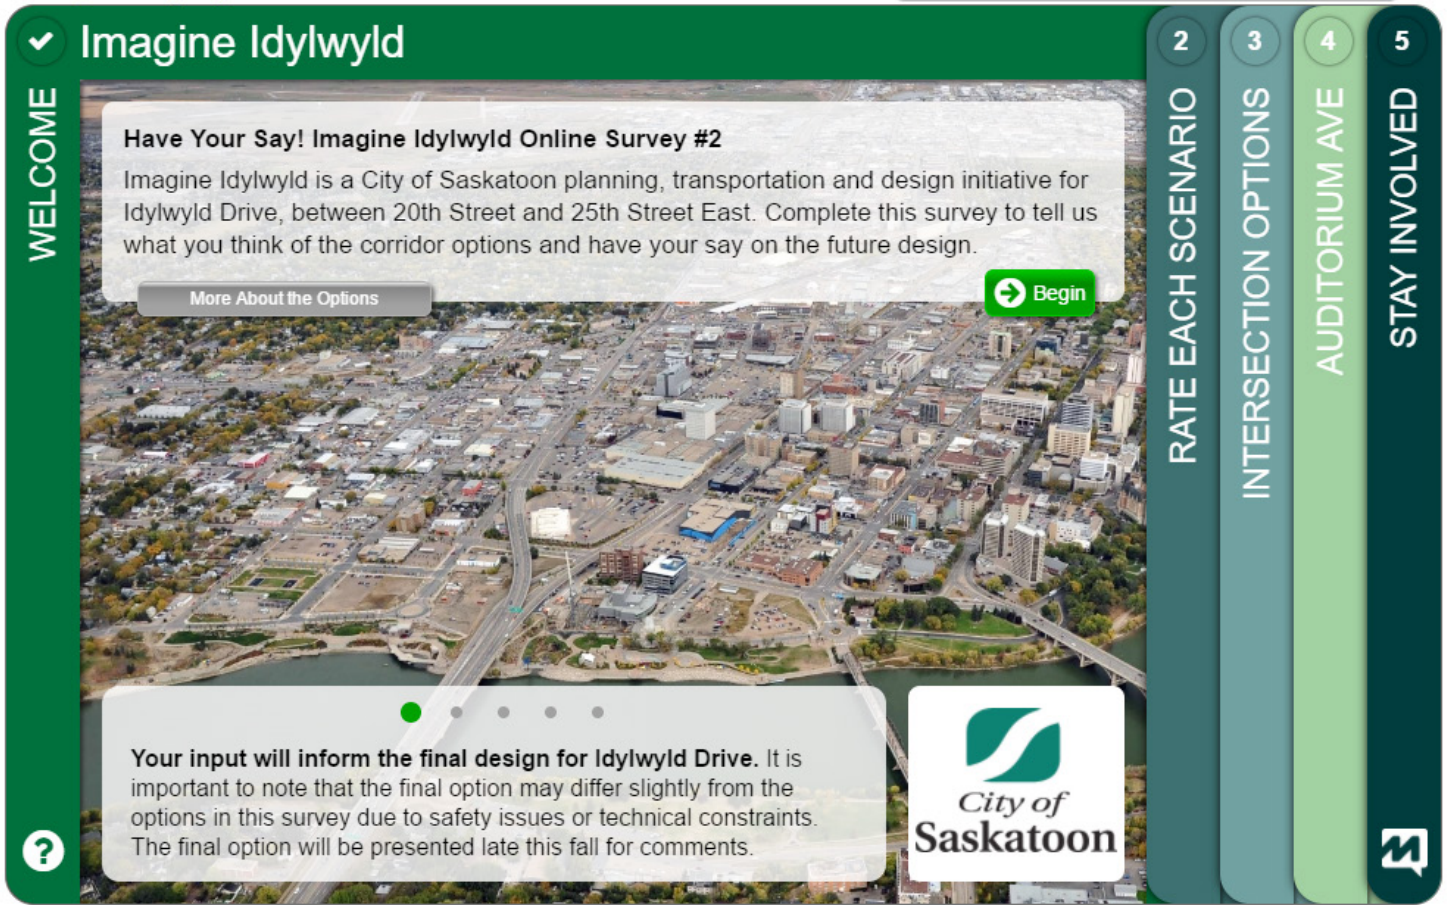 Imagine Idylwyld
WELCOME
Have Your Say! Imagine Idylwyld Online Survey #2
Imagine Idylwyld is a City of Saskatoon planning, transportation and design initiative for
Idylwyld Drive, between 20th Street and 25th Street East. Complete this survey to tell us
what you think of the corridor options and have your say on the future design.
More About the Options
Begin
Your input will inform the final design for Idylwyld Drive. It is
important to note that the final option may differ slightly from the
options in this survey due to safety issues or technical constraints.
The final option will be presented late this fall for comments.
City of
Saskatoon
?
2
RATE EACH SCENARIO
3
INTERSECTION OPTIONS
4
AUDITORIUM AVE
5
STAY INVOLVED